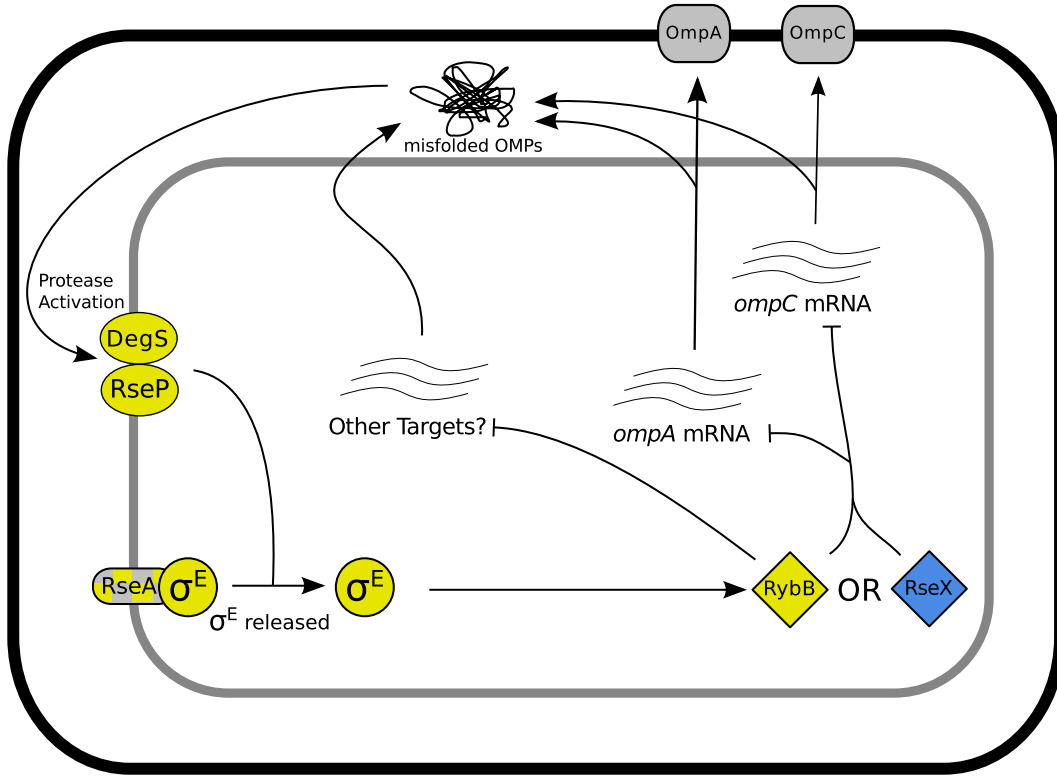 OmpA
OmpC
misfolded OMPs
Protease
Activation
ompC mRNA
DegS
RseP
Other Targets?
ompA mRNA
RseA
σE
σE
σE released
RybB
OR
RseX